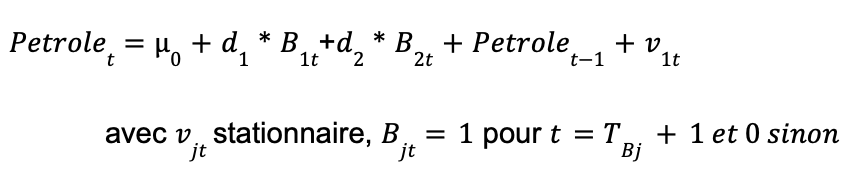 Petrole_t = μ_0 + d_1 * B_1t+d_2 * B_2t + Petrole_t−1 + v_1t
avec v_jt stationnaire, B_jt = 1 pour t = T_Bj + 1 et 0 sinon